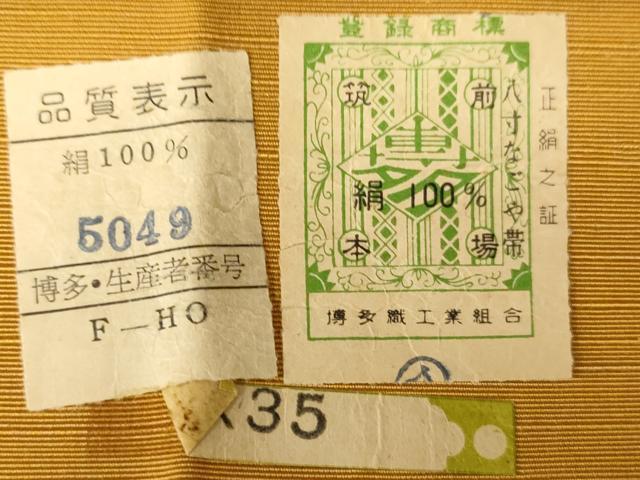 品質表示
絹100%
5049
博多・生産者番号
F—HO
登録商標
筑前
博多
絹 100%
本場
八寸なごや帯
正絹之証
博多織工業組合
35